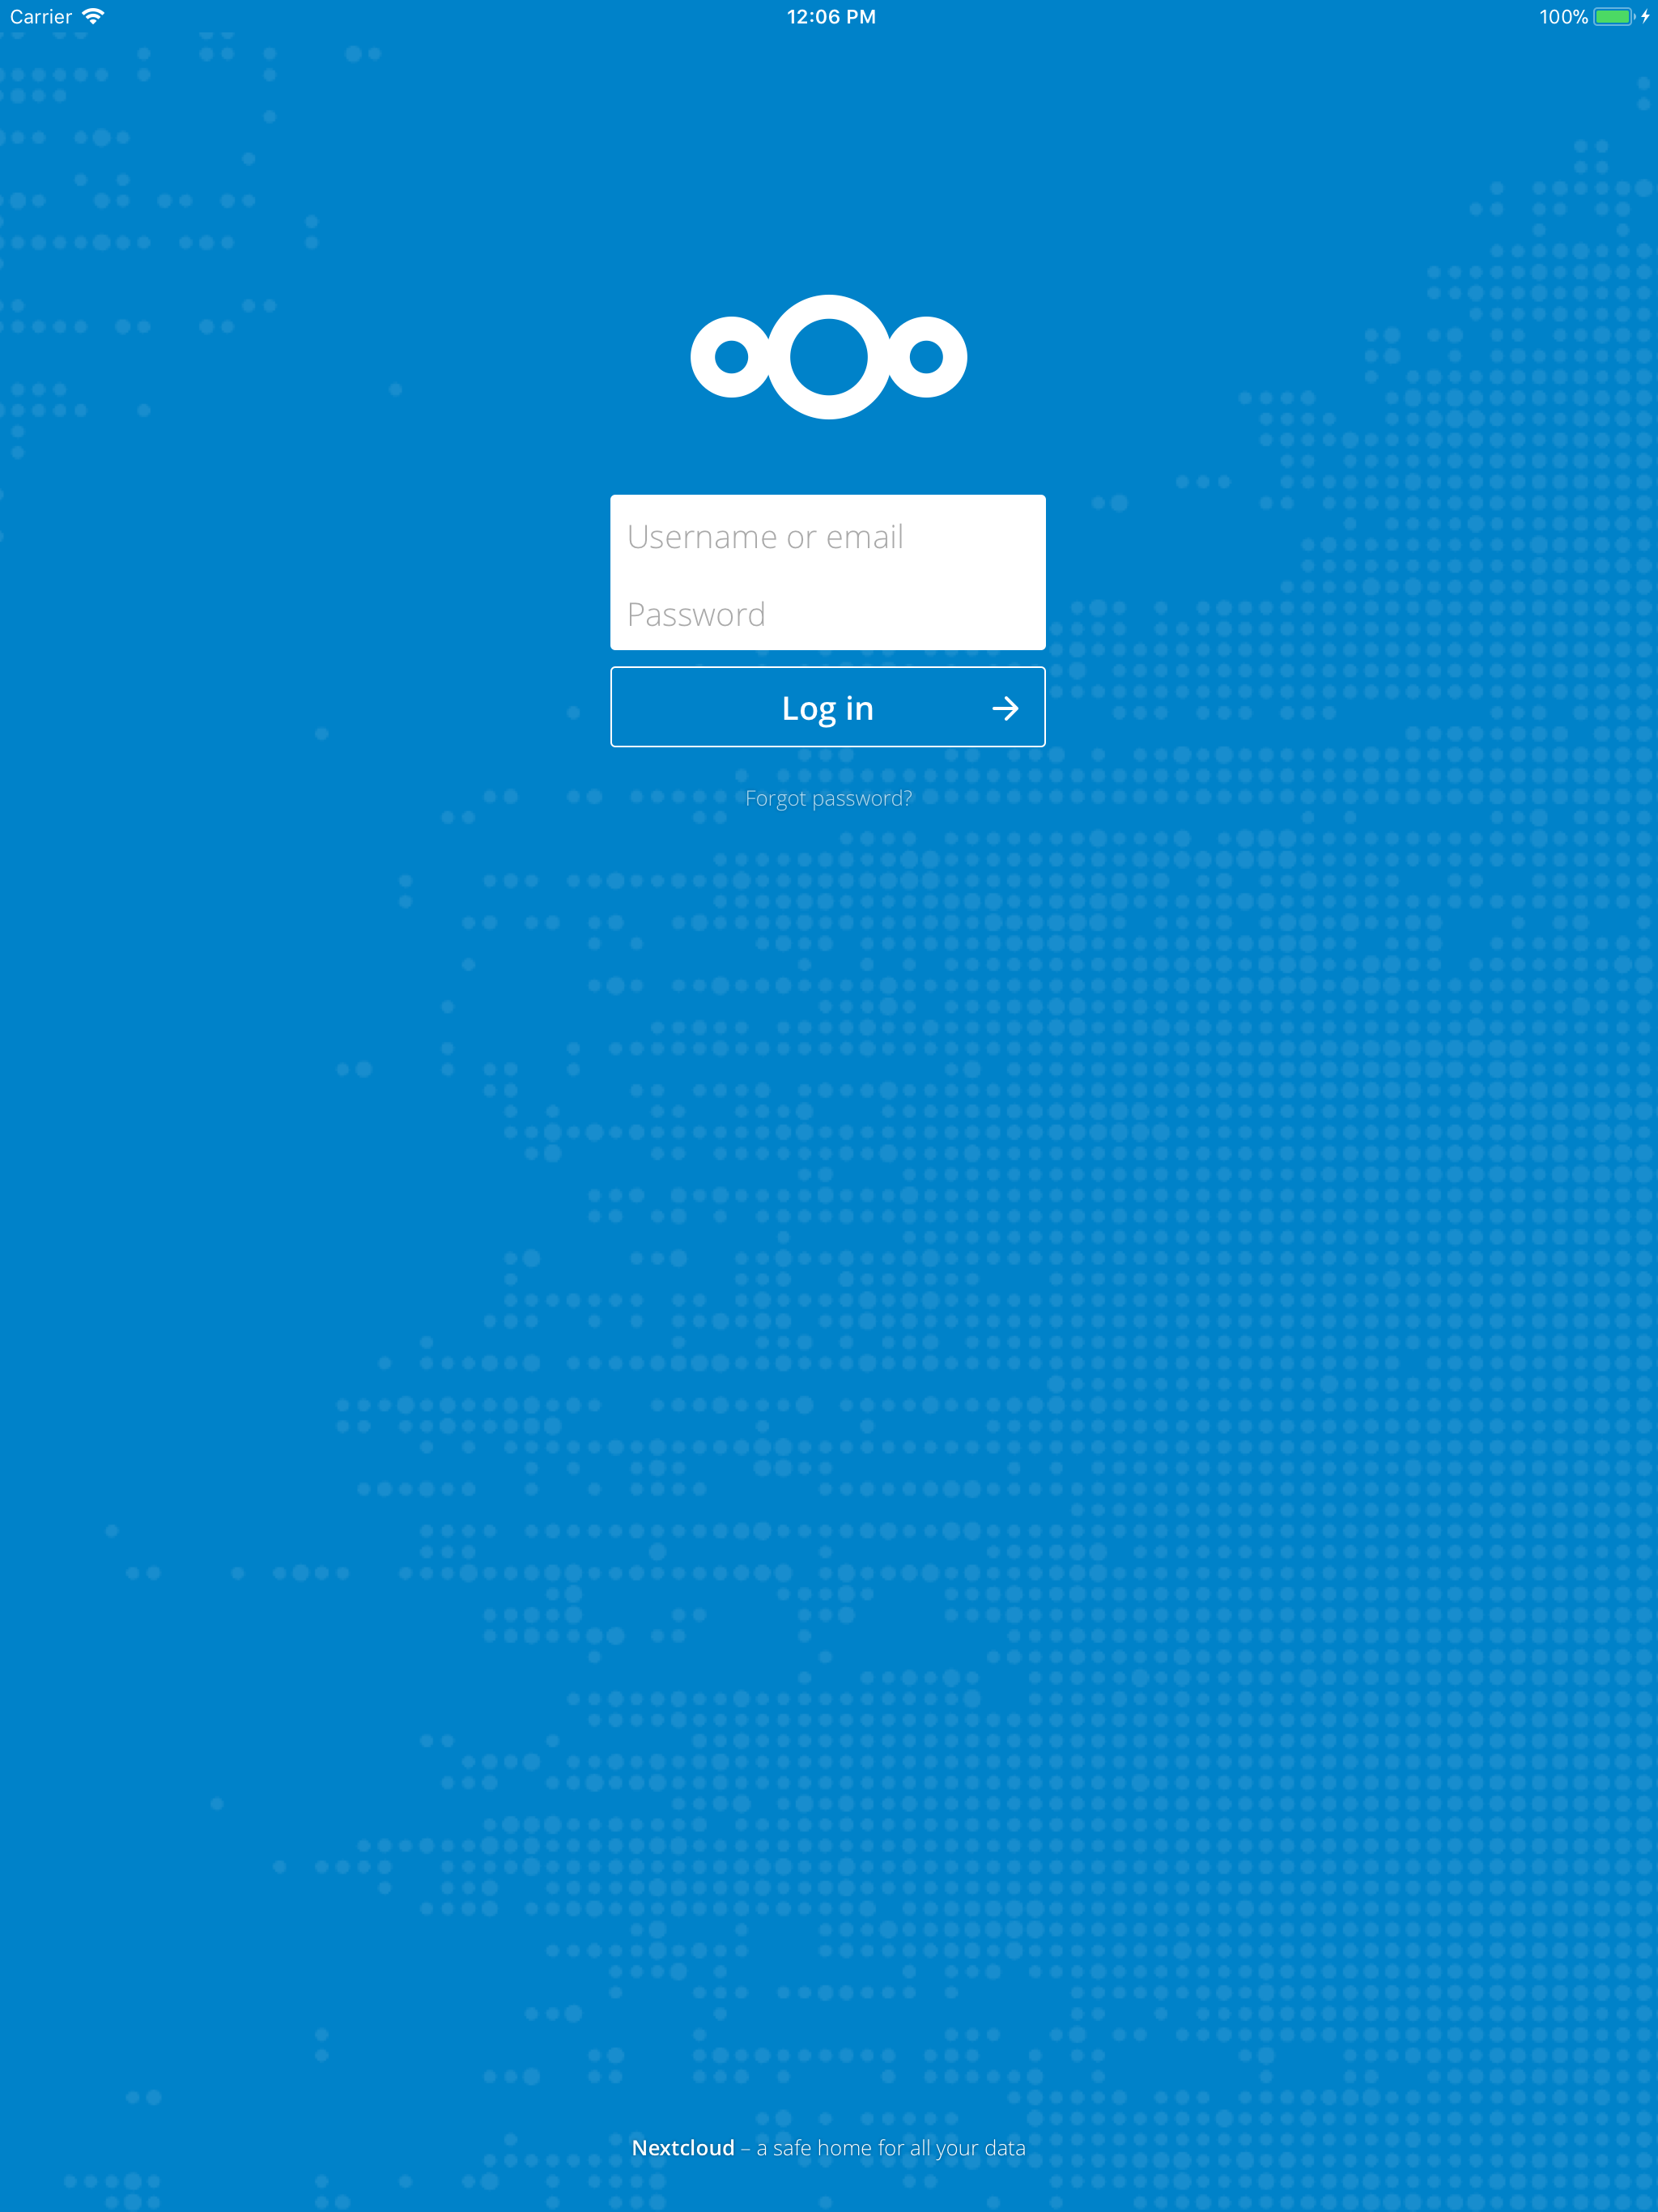 Carrier 12:06 PM 100%
Username or email
Password
Log in
Forgot password?
Nextcloud – a safe home for all your data